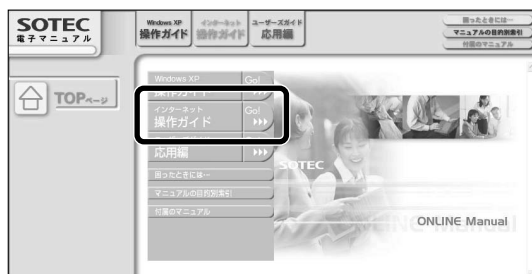 SOTEC
電子マニュアル
Windows XP
操作ガイド
インターネット
操作ガイド
ユーザーズガイド
応用編
困ったときには…
マニュアルの目的別索引
付属のマニュアル
TOPページ
Windows XP
操作ガイド
Go!
インターネット
操作ガイド
Go!
応用編
困ったときには…
マニュアルの目的別索引
付属のマニュアル
SOTEC
ONLINE Manual